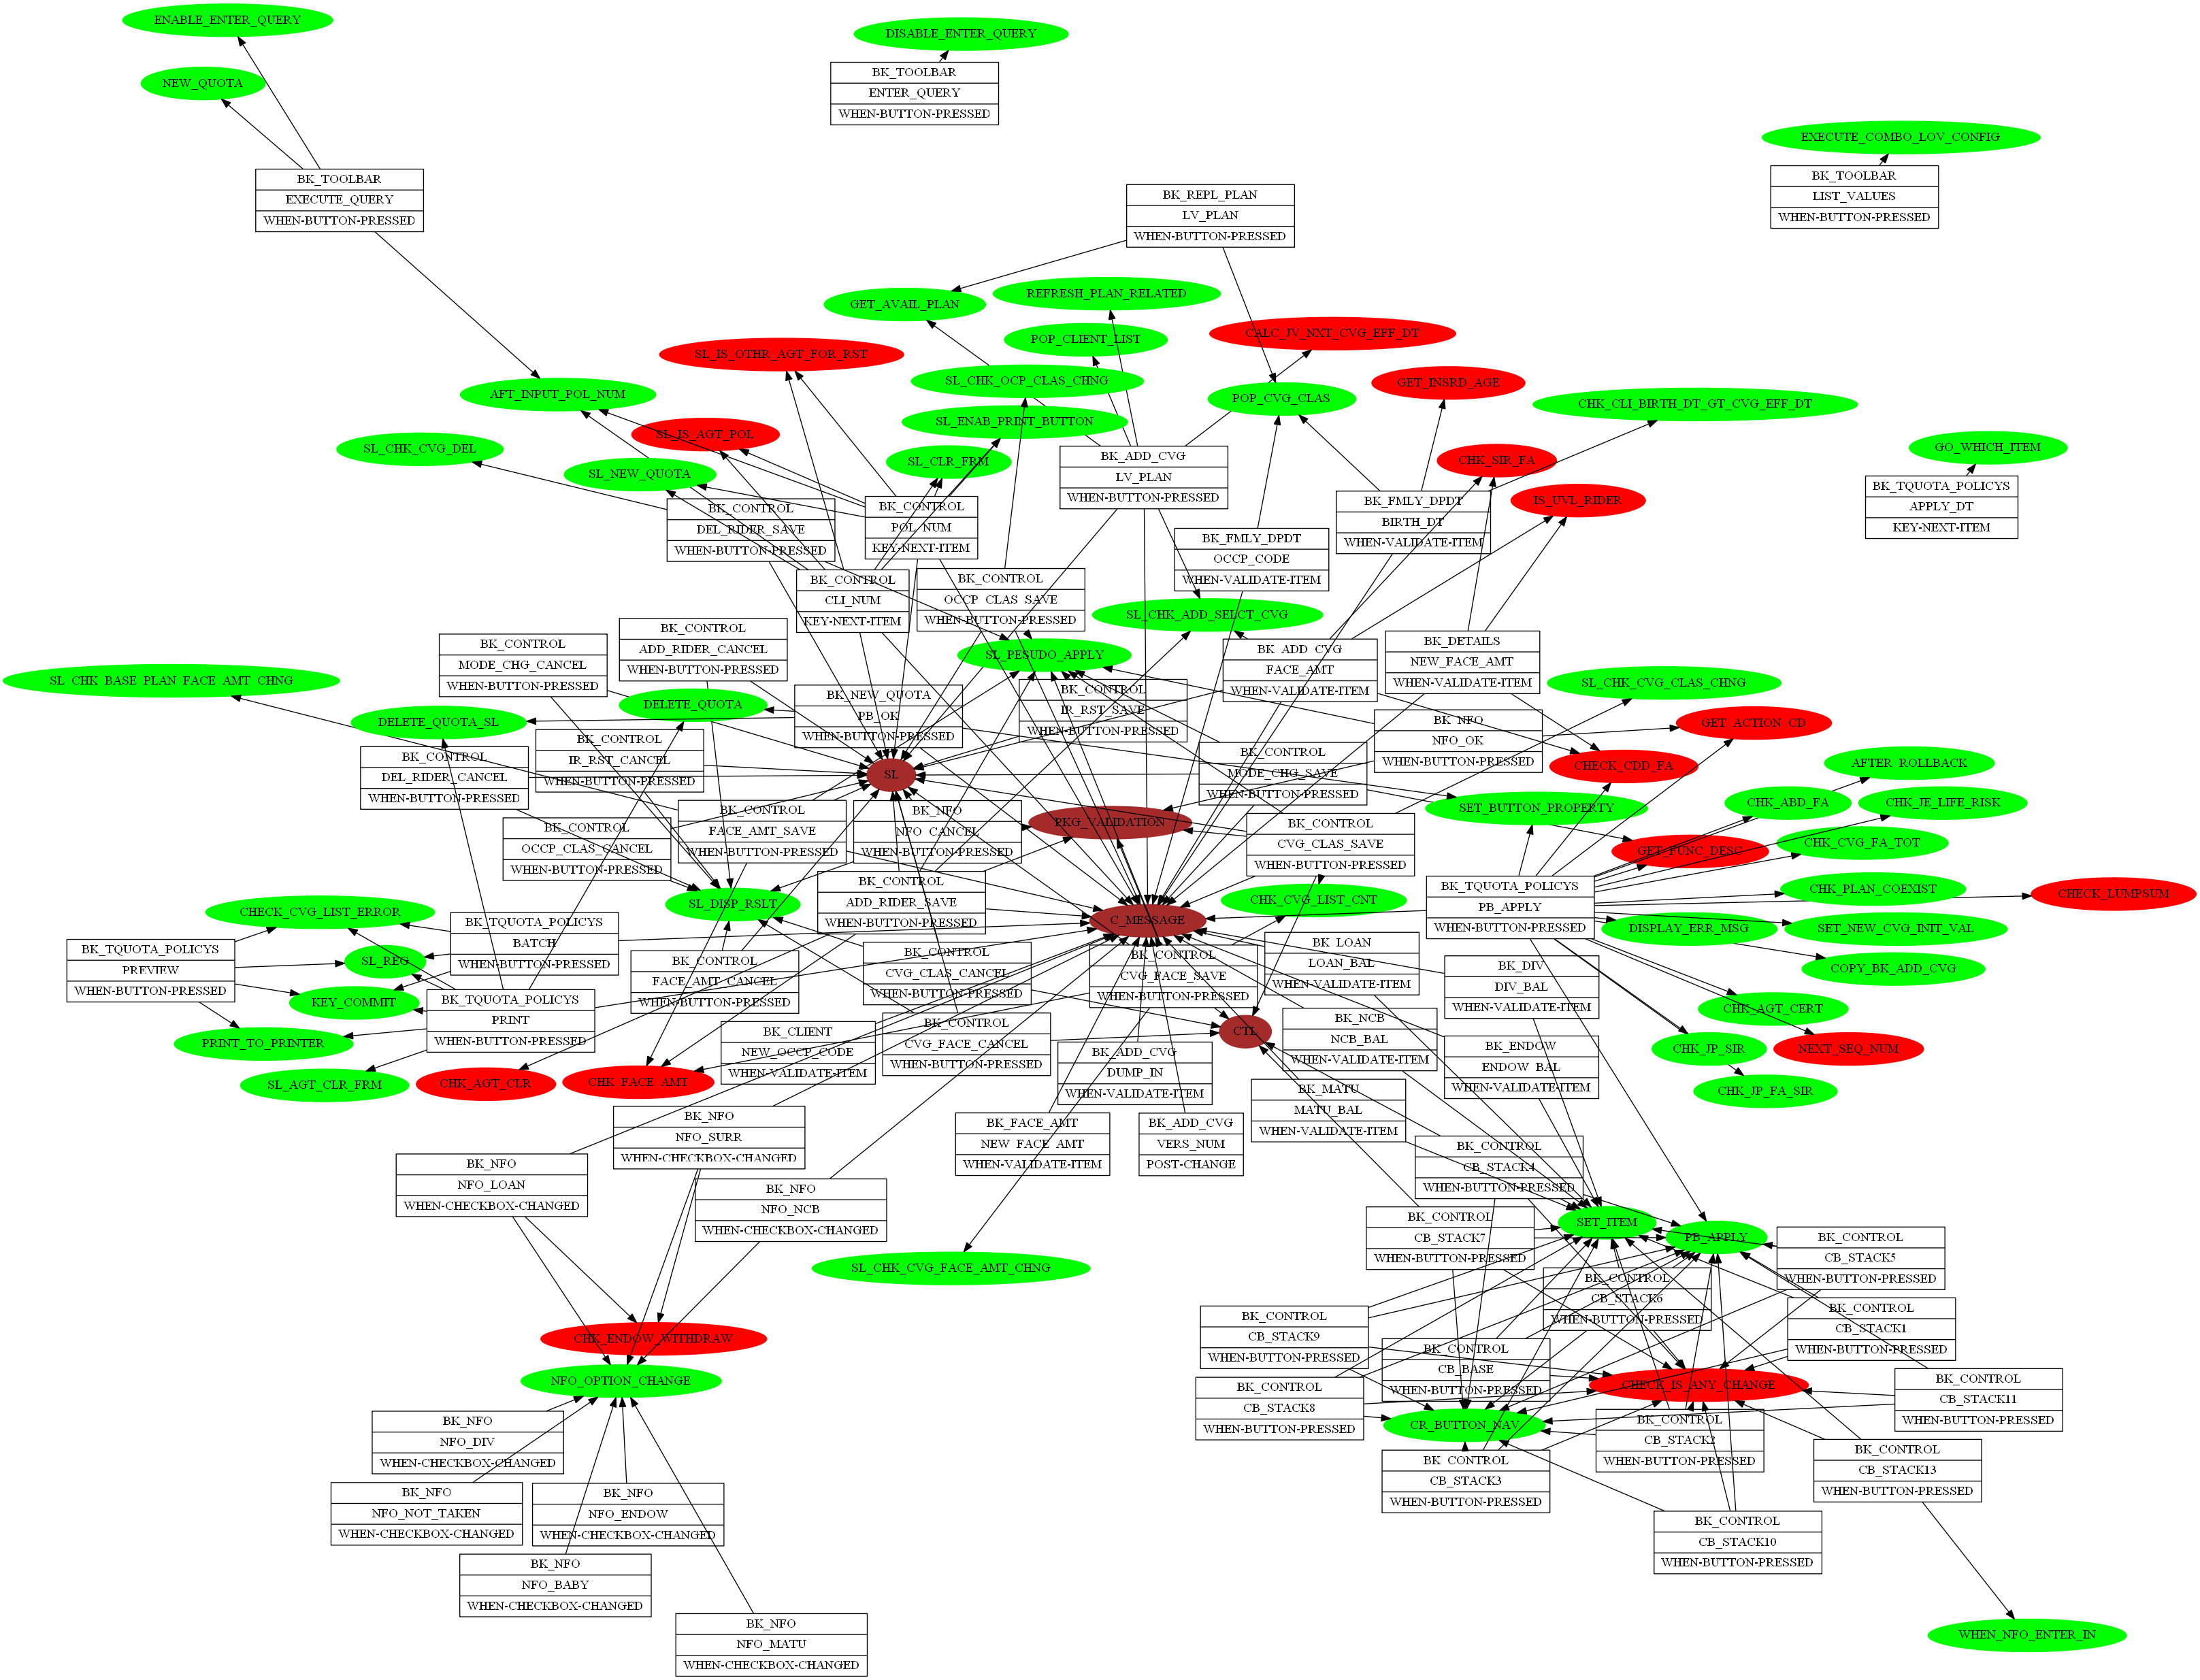 ENABLE_ENTER_QUERY
DISABLE_ENTER_QUERY
NEW_QUOTA
BK_TOOLBAR
ENTER_QUERY
WHEN-BUTTON-PRESSED
EXECUTE_COMBO_LOV_CONFIG
BK_TOOLBAR
LIST_VALUES
WHEN-BUTTON-PRESSED
BK_TOOLBAR
EXECUTE_QUERY
WHEN-BUTTON-PRESSED
BK_REPL_PLAN
LV_PLAN
WHEN-BUTTON-PRESSED
GET_AVAIL_PLAN
REFRESH_PLAN_RELATED
POP_CLIENT_LIST
CALC_JV_NXT_CVG_EFF_DT
SL_IS_OTHR_AGT_FOR_RST
AFT_INPUT_POL_NUM
SL_CHK_OCP_CLAS_CHNG
POP_CVG_CLAS
GET_INSRD_AGE
CHK_CLI_BIRTH_DT_GT_CVG_EFF_DT
SL_ENAB_PRINT_BUTTON
SL_IS_AGT_POL
SL_CHK_CVG_DEL
SL_NEW_QUOTA
SL_CLR_FRM
CHK_SIR_FA
IS_UVL_RIDER
GO_WHICH_ITEM
BK_TQUOTA_POLICYS
APPLY_DT
KEY-NEXT-ITEM
BK_ADD_CVG
LV_PLAN
WHEN-BUTTON-PRESSED
BK_CONTROL
DEL_RIDER_SAVE
WHEN-BUTTON-PRESSED
BK_CONTROL
POL_NUM
KEY-NEXT-ITEM
BK_FMLY_DPDT
BIRTH_DT
WHEN-VALIDATE-ITEM
BK_FMLY_DPDT
OCCP_CODE
WHEN-VALIDATE-ITEM
BK_CONTROL
CLI_NUM
KEY-NEXT-ITEM
BK_CONTROL
OCCP_CLAS_SAVE
WHEN-BUTTON-PRESSED
SL_CHK_ADD_SELCT_CVG
BK_CONTROL
MODE_CHG_CANCEL
WHEN-BUTTON-PRESSED
BK_CONTROL
ADD_RIDER_CANCEL
WHEN-BUTTON-PRESSED
SL_PESUDO_APPLY
BK_ADD_CVG
FACE_AMT
WHEN-VALIDATE-ITEM
BK_DETAILS
NEW_FACE_AMT
WHEN-VALIDATE-ITEM
SL_CHK_BASE_PLAN_FACE_AMT_CHNG
SL_CHK_CVG_CLAS_CHNG
DELETE_QUOTA
DELETE_QUOTA_SL
BK_NEW_QUOTA
PB_OK
WHEN-BUTTON-PRESSED
BK_CONTROL
IR_RST_SAVE
WHEN-BUTTON-PRESSED
BK_NFO
NFO_OK
WHEN-BUTTON-PRESSED
GET_ACTION_CD
BK_CONTROL
IR_RST_CANCEL
WHEN-BUTTON-PRESSED
BK_CONTROL
DEL_RIDER_CANCEL
WHEN-BUTTON-PRESSED
SL
BK_CONTROL
MODE_CHG_SAVE
WHEN-BUTTON-PRESSED
CHECK_CDD_FA
AFTER_ROLLBACK
SET_BUTTON_PROPERTY
CHK_ABD_FA
CHK_JE_LIFE_RISK
BK_CONTROL
OCCP_CLAS_CANCEL
WHEN-BUTTON-PRESSED
BK_CONTROL
FACE_AMT_SAVE
WHEN-BUTTON-PRESSED
BK_NFO
NFO_CANCEL
WHEN-BUTTON-PRESSED
PKG_VALIDATION
BK_CONTROL
CVG_CLAS_SAVE
WHEN-BUTTON-PRESSED
GET_FUNC_DESC
CHK_CVG_FA_TOT
BK_TQUOTA_POLICYS
PB_APPLY
WHEN-BUTTON-PRESSED
CHK_PLAN_COEXIST
CHECK_LUMPSUM
CHECK_CVG_LIST_ERROR
SL_DISP_RSLT
BK_CONTROL
ADD_RIDER_SAVE
WHEN-BUTTON-PRESSED
C_MESSAGE
CHK_CVG_LIST_CNT
DISPLAY_ERR_MSG
SET_NEW_CVG_INIT_VAL
BK_TQUOTA_POLICYS
PREVIEW
WHEN-BUTTON-PRESSED
BK_TQUOTA_POLICYS
BATCH
WHEN-BUTTON-PRESSED
SL_REG
BK_CONTROL
FACE_AMT_CANCEL
WHEN-BUTTON-PRESSED
BK_CONTROL
CVG_CLAS_CANCEL
WHEN-BUTTON-PRESSED
BK_CONTROL
CVG_FACE_SAVE
WHEN-BUTTON-PRESSED
BK_LOAN
LOAN_BAL
WHEN-VALIDATE-ITEM
BK_DIV
DIV_BAL
WHEN-VALIDATE-ITEM
COPY_BK_ADD_CVG
KEY_COMMIT
BK_TQUOTA_POLICYS
PRINT
WHEN-BUTTON-PRESSED
CHK_AGT_CERT
PRINT_TO_PRINTER
BK_CLIENT
NEW_OCCP_CODE
WHEN-VALIDATE-ITEM
BK_CONTROL
CVG_FACE_CANCEL
WHEN-BUTTON-PRESSED
CTL
BK_NCB
NCB_BAL
WHEN-VALIDATE-ITEM
BK_ENDOW
ENDOW_BAL
WHEN-VALIDATE-ITEM
CHK_JP_SIR
NEXT_SEQ_NUM
SL_AGT_CLR_FRM
CHK_AGT_CLR
CHK_FACE_AMT
BK_ADD_CVG
DUMP_IN
WHEN-VALIDATE-ITEM
BK_MATU
MATU_BAL
WHEN-VALIDATE-ITEM
CHK_JP_FA_SIR
BK_NFO
NFO_SURR
WHEN-CHECKBOX-CHANGED
BK_FACE_AMT
NEW_FACE_AMT
WHEN-VALIDATE-ITEM
BK_ADD_CVG
VERS_NUM
POST-CHANGE
BK_CONTROL
CB_STACK4
WHEN-BUTTON-PRESSED
BK_NFO
NFO_LOAN
WHEN-CHECKBOX-CHANGED
BK_NFO
NFO_NCB
WHEN-CHECKBOX-CHANGED
BK_CONTROL
CB_STACK7
WHEN-BUTTON-PRESSED
SET_ITEM
PB_APPLY
BK_CONTROL
CB_STACK5
WHEN-BUTTON-PRESSED
SL_CHK_CVG_FACE_AMT_CHNG
BK_CONTROL
CB_STACK6
WHEN-BUTTON-PRESSED
BK_CONTROL
CB_STACK9
WHEN-BUTTON-PRESSED
BK_CONTROL
CB_STACK1
WHEN-BUTTON-PRESSED
CHK_ENDOW_WITHDRAW
BK_CONTROL
CB_BASE
WHEN-BUTTON-PRESSED
NFO_OPTION_CHANGE
BK_CONTROL
CB_STACK8
WHEN-BUTTON-PRESSED
CHECK_IS_ANY_CHANGE
BK_CONTROL
CB_STACK11
WHEN-BUTTON-PRESSED
CR_BUTTON_NAV
BK_NFO
NFO_DIV
WHEN-CHECKBOX-CHANGED
BK_CONTROL
CB_STACK2
WHEN-BUTTON-PRESSED
BK_CONTROL
CB_STACK3
WHEN-BUTTON-PRESSED
BK_CONTROL
CB_STACK13
WHEN-BUTTON-PRESSED
BK_NFO
NFO_NOT_TAKEN
WHEN-CHECKBOX-CHANGED
BK_NFO
NFO_ENDOW
WHEN-CHECKBOX-CHANGED
BK_CONTROL
CB_STACK10
WHEN-BUTTON-PRESSED
BK_NFO
NFO_BABY
WHEN-CHECKBOX-CHANGED
BK_NFO
NFO_MATU
WHEN-CHECKBOX-CHANGED
WHEN_NFO_ENTER_IN